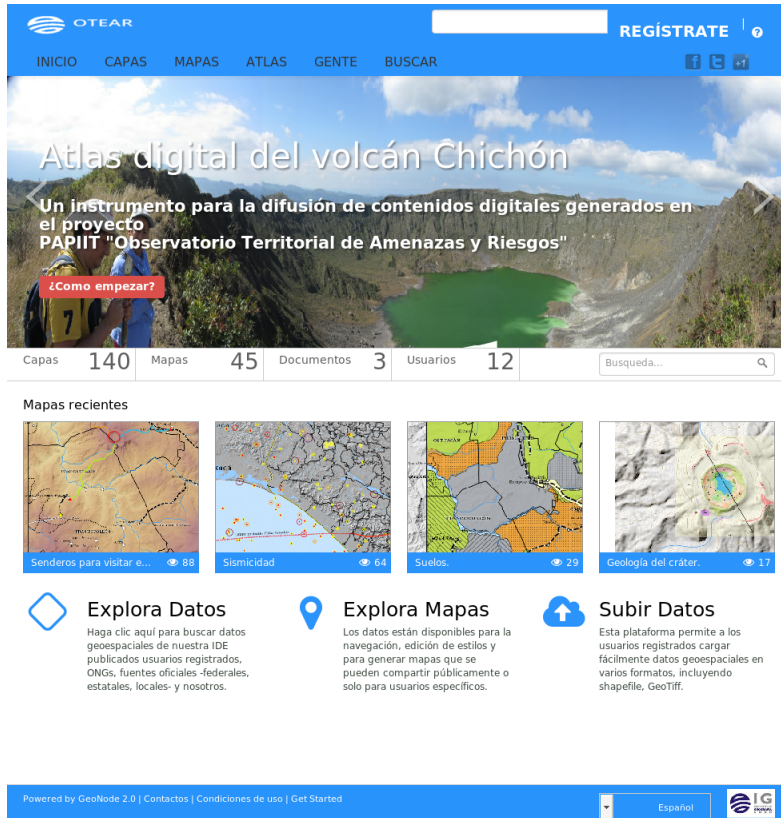 OTEAR
REGÍSTRATE
INICIO CAPAS MAPAS ATLAS GENTE BUSCAR
Atlas digital del volcán Chichón
Un instrumento para la difusión de contenidos digitales generados en
el proyecto
PAPIIT "Observatorio Territorial de Amenazas y Riesgos"
¿Como empezar?
7
Capas 140 Mapas 45 Documentos 3 Usuarios 12 Busqueda...
Mapas recientes
Senderos para visitar e... 88
Sismicidad 64
Suelos. 29
Geología del cráter. 17
Explora Datos
Haga clic aquí para buscar datos
geoespaciales de nuestra IDE
publicados usuarios registrados,
ONGs, fuentes oficiales -federales,
estatales, locales- y nosotros.
Explora Mapas
Los datos están disponibles para la
navegación, edición de estilos y
para generar mapas que se
pueden compartir públicamente o
solo para usuarios específicos.
Subir Datos
Esta plataforma permite a los
usuarios registrados cargar
fácilmente datos geoespaciales en
varios formatos, incluyendo
shapefile, GeoTiff.
Powered by GeoNode 2.0 | Contactos | Condiciones de uso | Get Started
Español
IG